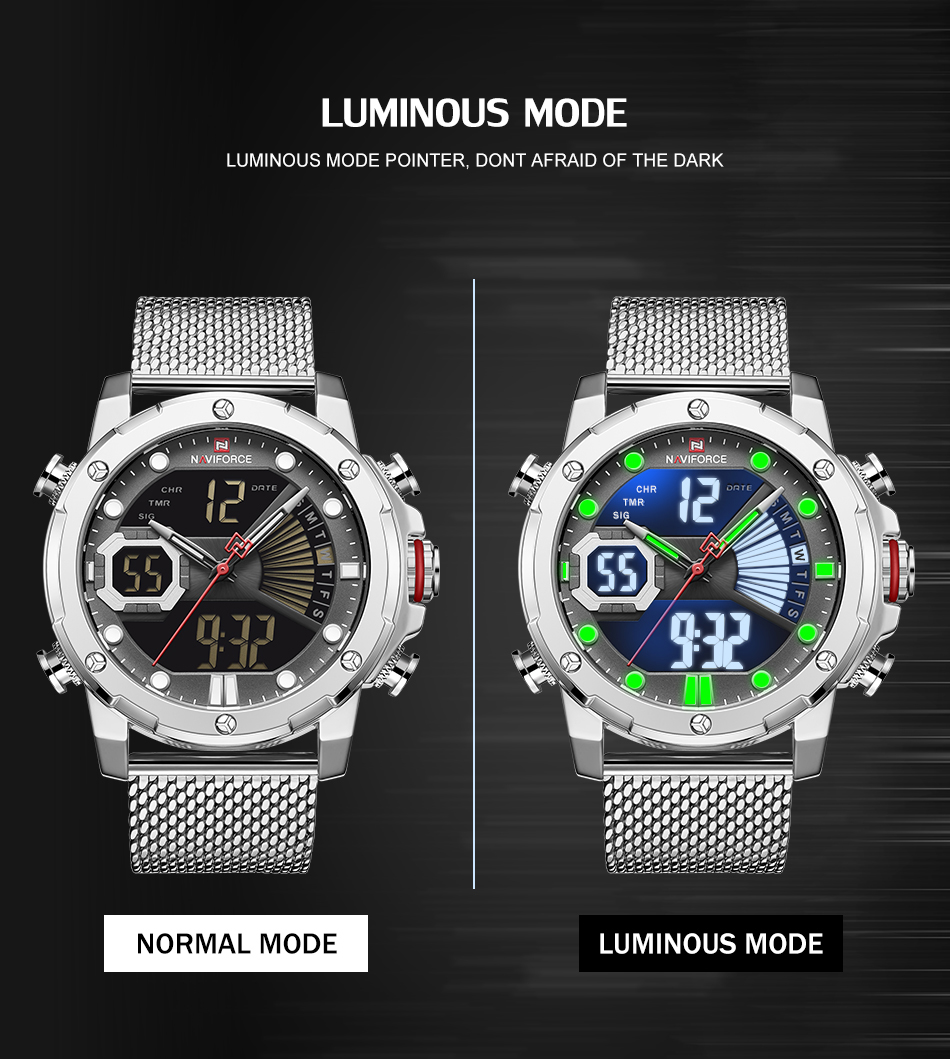 LUMINOUS MODE
LUMINOUS MODE POINTER, DONT AFRAID OF THE DARK
NAVIFORCE
CHR
12
DATE
TMR
SIG
S
M
T
W
T
F
S
55
9:32
NAVIFORCE
CHR
12
DATE
TMR
SIG
S
M
T
W
T
F
S
55
9:32
NORMAL MODE
LUMINOUS MODE